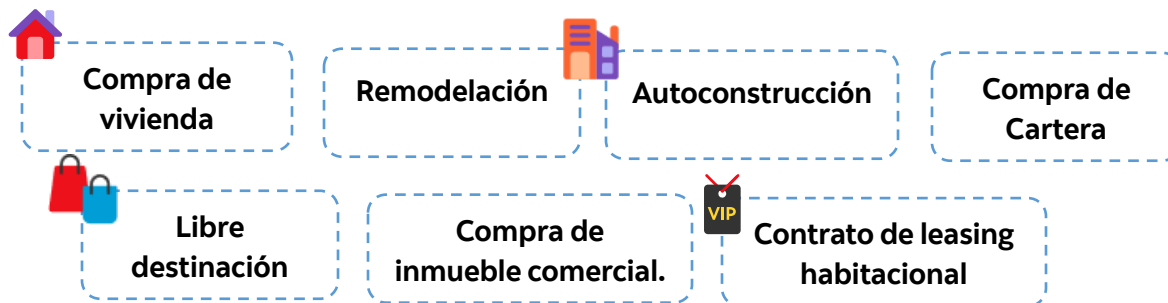 Compra de
vivienda
Remodelación
Autoconstrucción
Compra de
Cartera
Libre
destinación
Compra de
inmueble comercial.
VIP
Contrato de leasing
habitacional